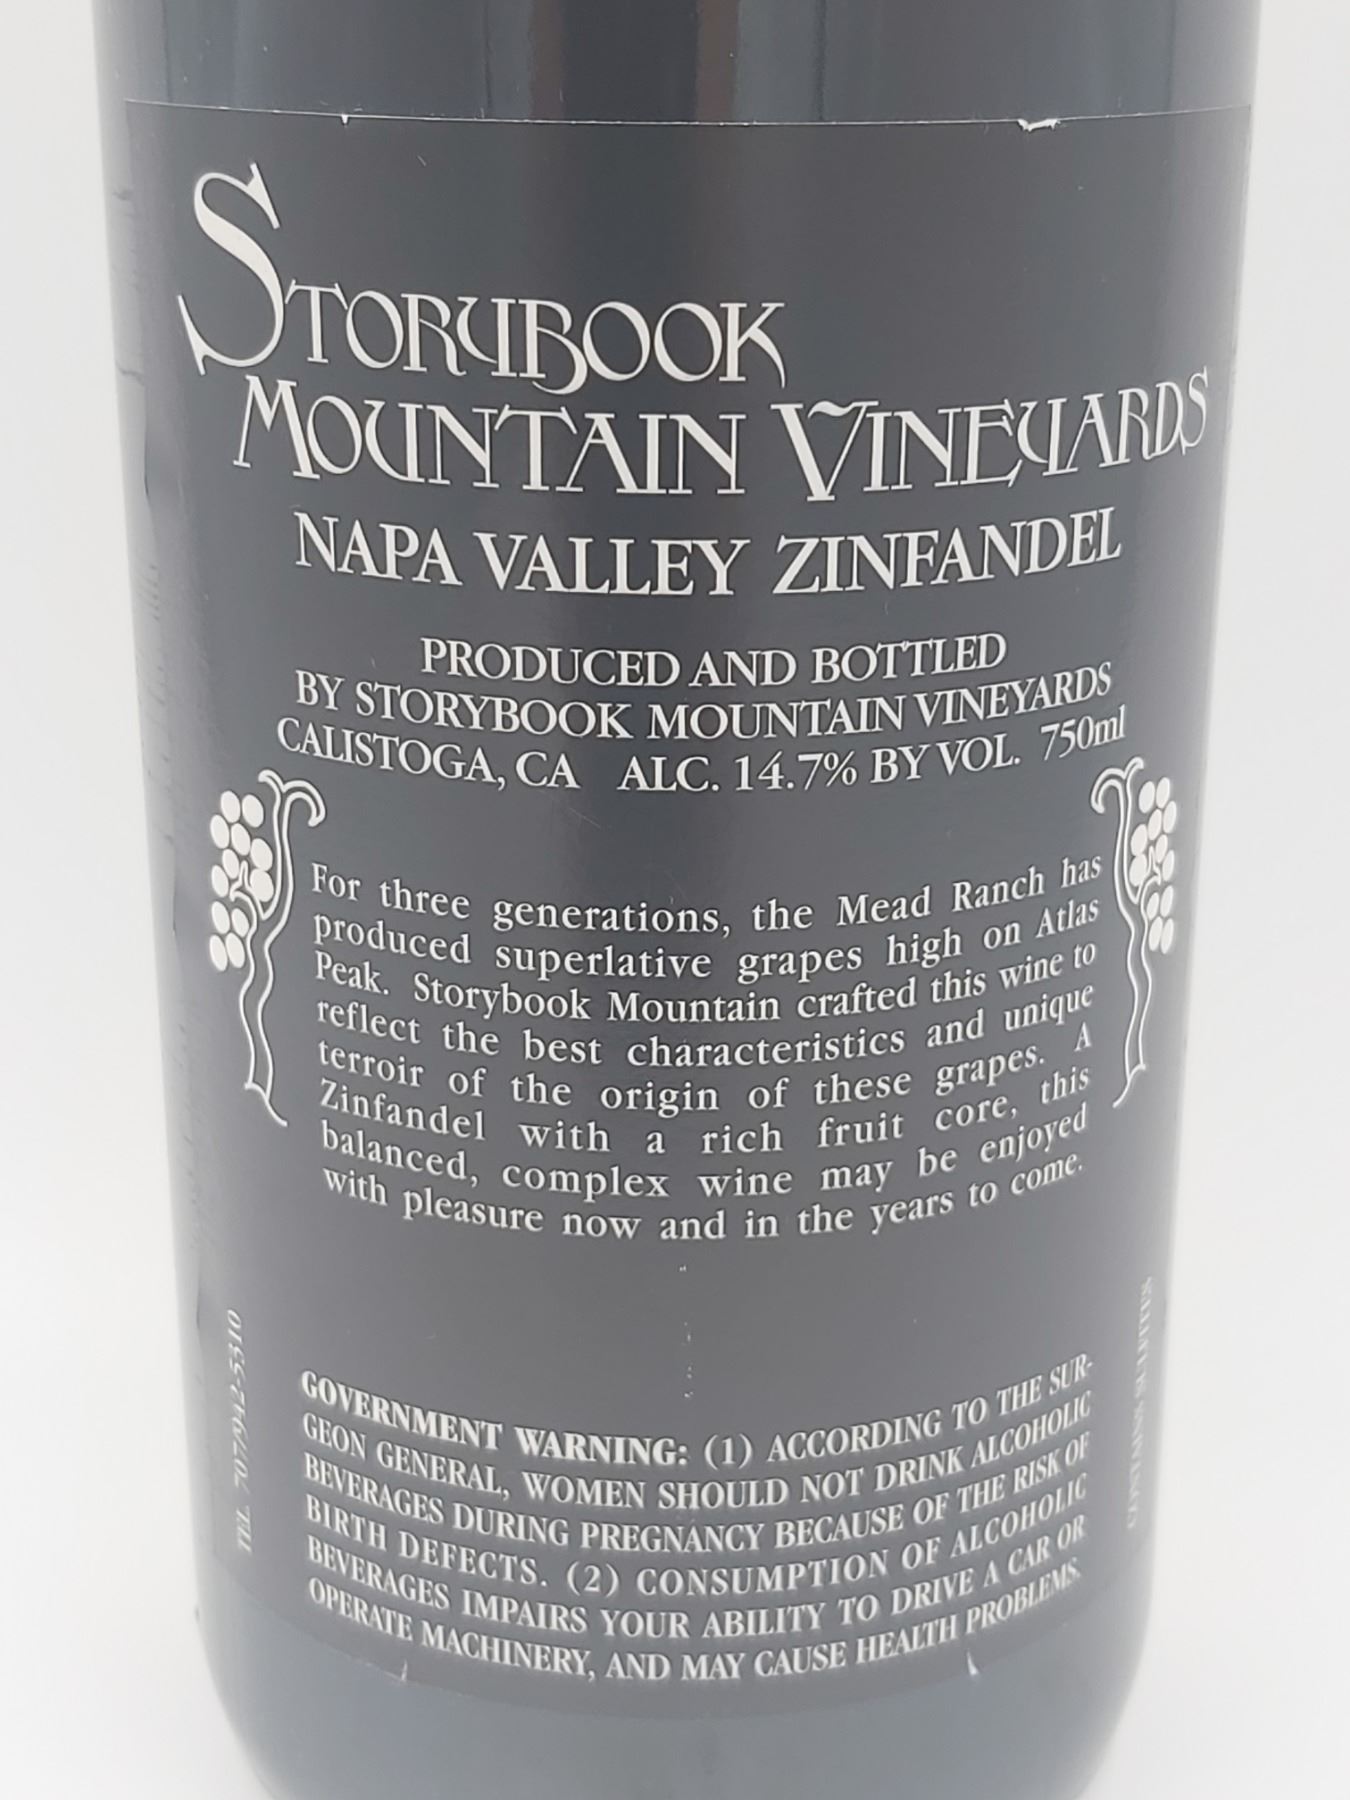 STORYBOOK
MOUNTAIN VINEYARDS
NAPA VALLEY ZINFANDEL
PRODUCED AND BOTTLED
BY STORYBOOK MOUNTAIN VINEYARDS
CALISTOGA, CA ALC. 14.7% BY VOL. 750ml
For three generations, the Mead Ranch has
produced superlative grapes high on Atlas
Peak. Storybook Mountain crafted this wine to
reflect the best characteristics and unique
terroir of the origin of these grapes. A
Zinfandel with a rich fruit core, this
balanced, complex wine may be enjoyed
with pleasure now and in the years to come.
TEL 707/942-5310
CONTAINS SULFITES
GOVERNMENT WARNING: (1) ACCORDING TO THE SUR-
GEON GENERAL, WOMEN SHOULD NOT DRINK ALCOHOLIC
BEVERAGES DURING PREGNANCY BECAUSE OF THE RISK OF
BIRTH DEFECTS. (2) CONSUMPTION OF ALCOHOLIC
BEVERAGES IMPAIRS YOUR ABILITY TO DRIVE A CAR OR
OPERATE MACHINERY, AND MAY CAUSE HEALTH PROBLEMS.